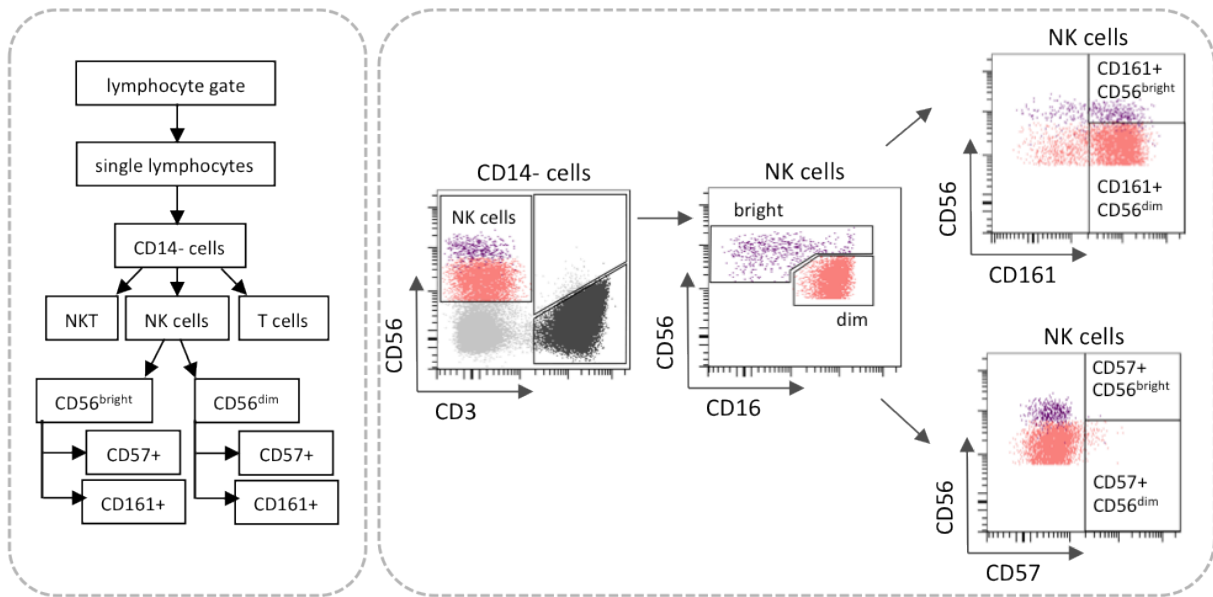 lymphocyte gate
single lymphocytes
CD14- cells
NKT
NK cells
T cells
CD56bright
CD56dim
CD57+
CD57+
CD161+
CD161+
CD14- cells
NK cells
CD56
CD3
NK cells
bright
dim
CD56
CD16
NK cells
CD161+
CD56bright
CD161+
CD56dim
CD56
CD161
NK cells
CD57+
CD56bright
CD57+
CD56dim
CD56
CD57